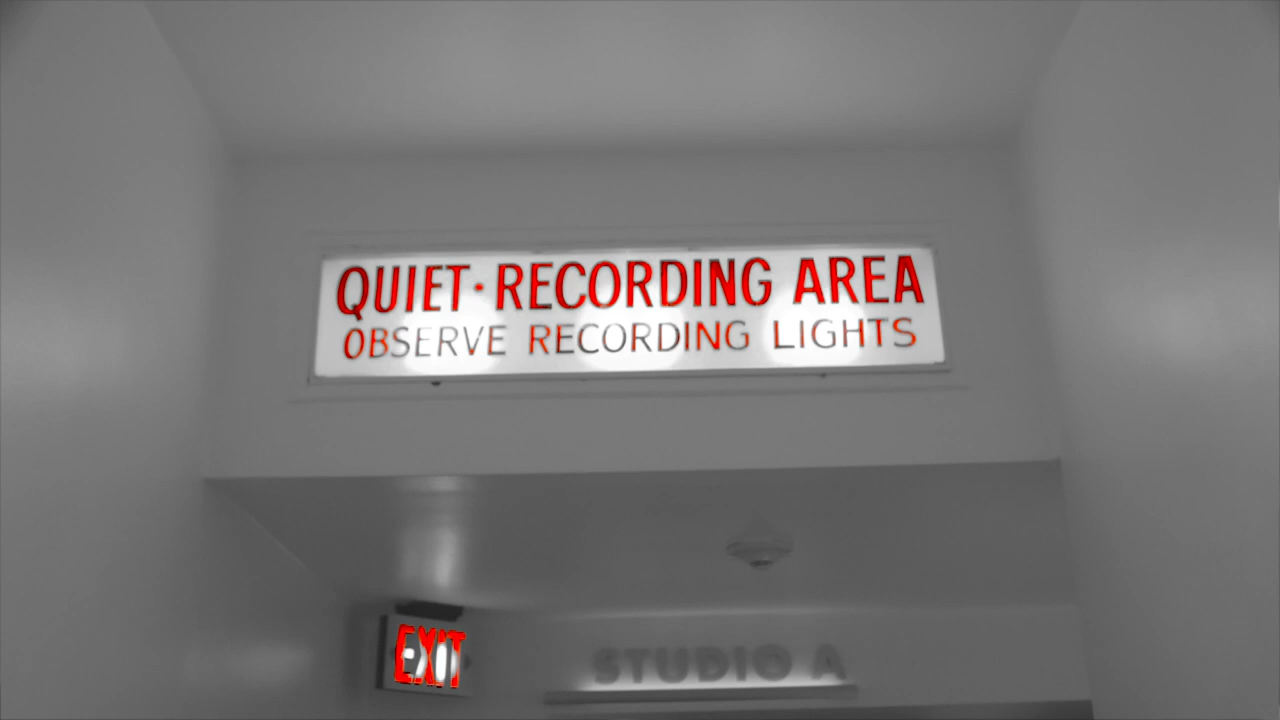 QUIET · RECORDING AREA
OBSERVE RECORDING LIGHTS
EXIT
STUDIO A